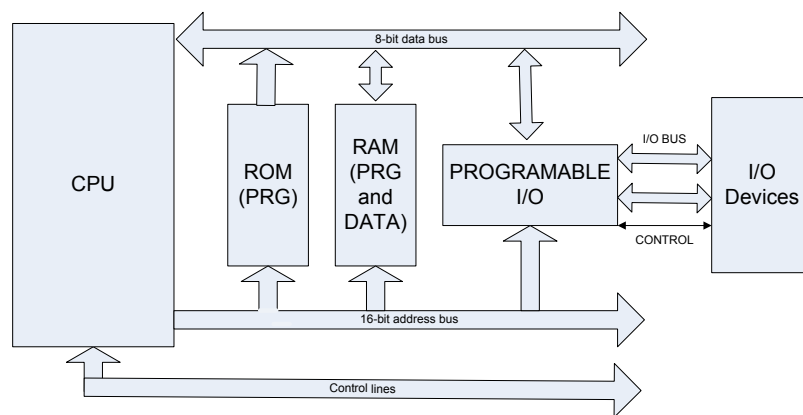 8-bit data bus
CPU
ROM
(PRG)
RAM
(PRG
and
DATA)
PROGRAMABLE
I/O
I/O BUS
CONTROL
I/O
Devices
16-bit address bus
Control lines